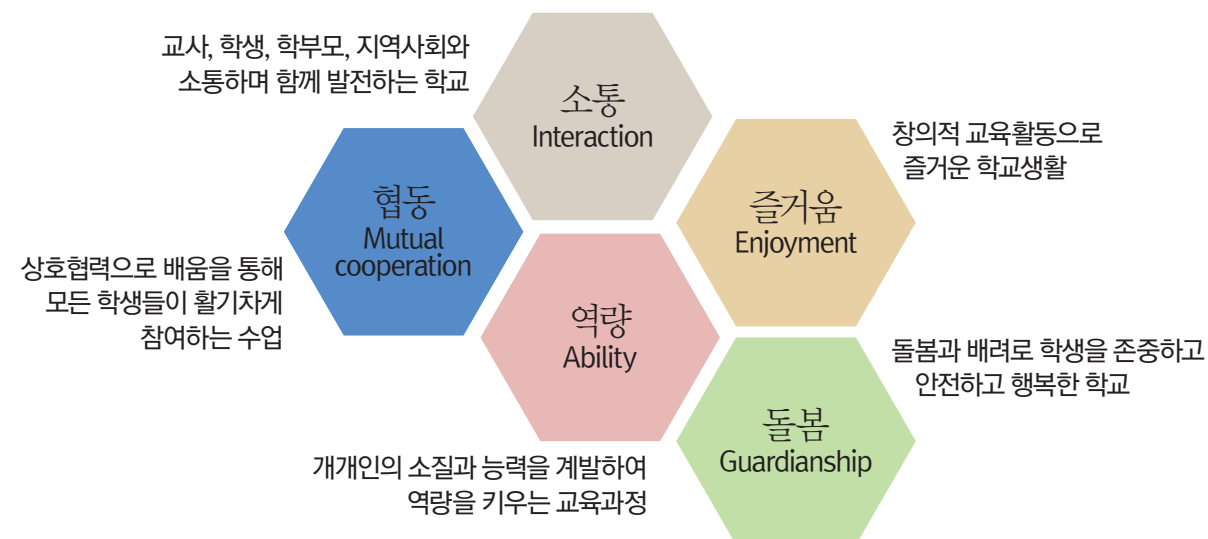 교사, 학생, 학부모, 지역사회와
소통하며 함께 발전하는 학교
소통
Interaction
창의적 교육활동으로
즐거운 학교생활
즐거움
Enjoyment
협동
Mutual
cooperation
상호협력으로 배움을 통해
모든 학생들이 활기차게
참여하는 수업
역량
Ability
돌봄과 배려로 학생을 존중하고
안전하고 행복한 학교
돌봄
Guardianship
개개인의 소질과 능력을 계발하여
역량을 키우는 교육과정